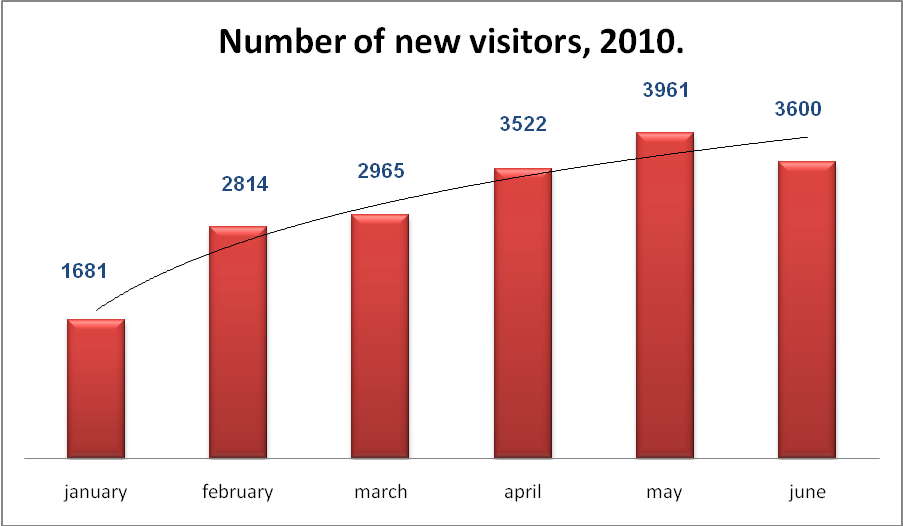 Number of new visitors, 2010.
1681
2814
2965
3522
3961
3600
january
february
march
april
may
june